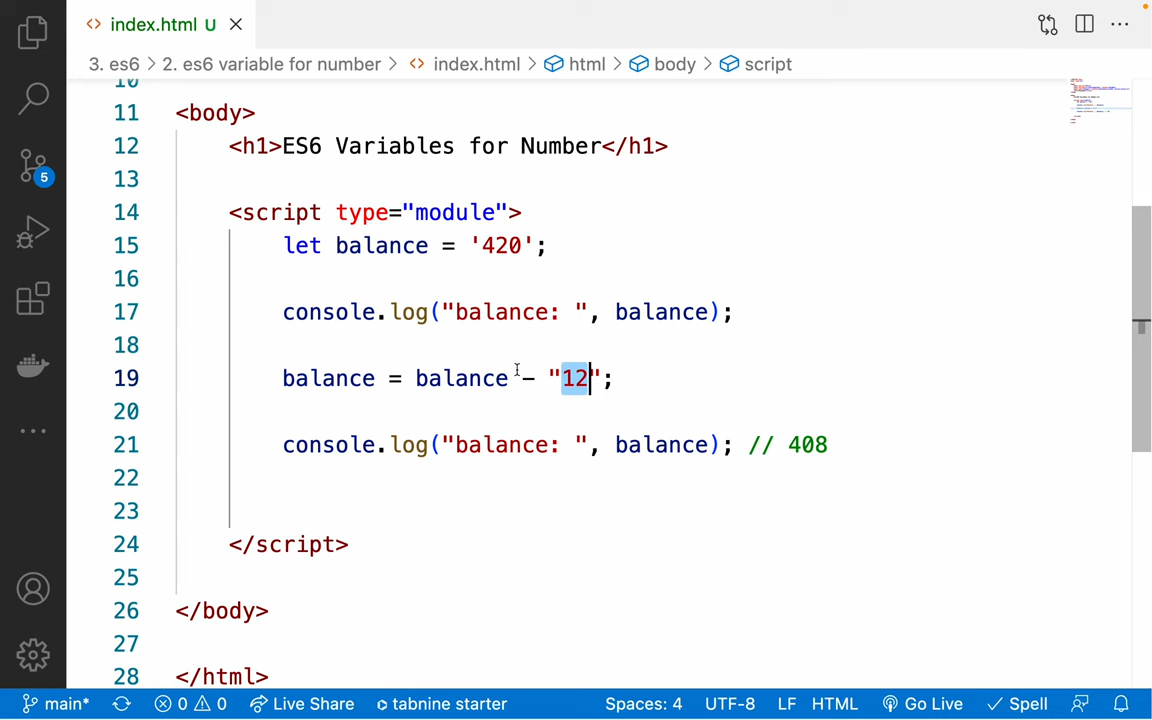 index.html U
3. es6 > 2. es6 variable for number > index.html > html > body > script
10
11 <body>
12 <h1>ES6 Variables for Number</h1>
13
14 <script type="module">
15 let balance = '420';
16
17 console.log("balance: ", balance);
18
19 balance = balance - "12";
20
21 console.log("balance: ", balance); // 408
22
23
24 </script>
25
26 </body>
27
28 </html>
5
main* 0 0 Live Share tabnine starter Spaces: 4 UTF-8 LF HTML Go Live Spell